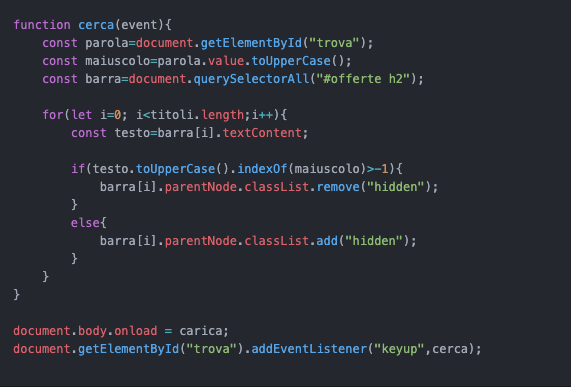 function cerca(event){
    const parola=document.getElementById("trova");
    const maiuscolo=parola.value.toUpperCase();
    const barra=document.querySelectorAll("#offerte h2");

    for(let i=0; i<titoli.length;i++){
        const testo=barra[i].textContent;

        if(testo.toUpperCase().indexOf(maiuscolo)>-1){
            barra[i].parentNode.classList.remove("hidden");
        }
        else{
            barra[i].parentNode.classList.add("hidden");
        }
    }
}

document.body.onload = carica;
document.getElementById("trova").addEventListener("keyup",cerca);